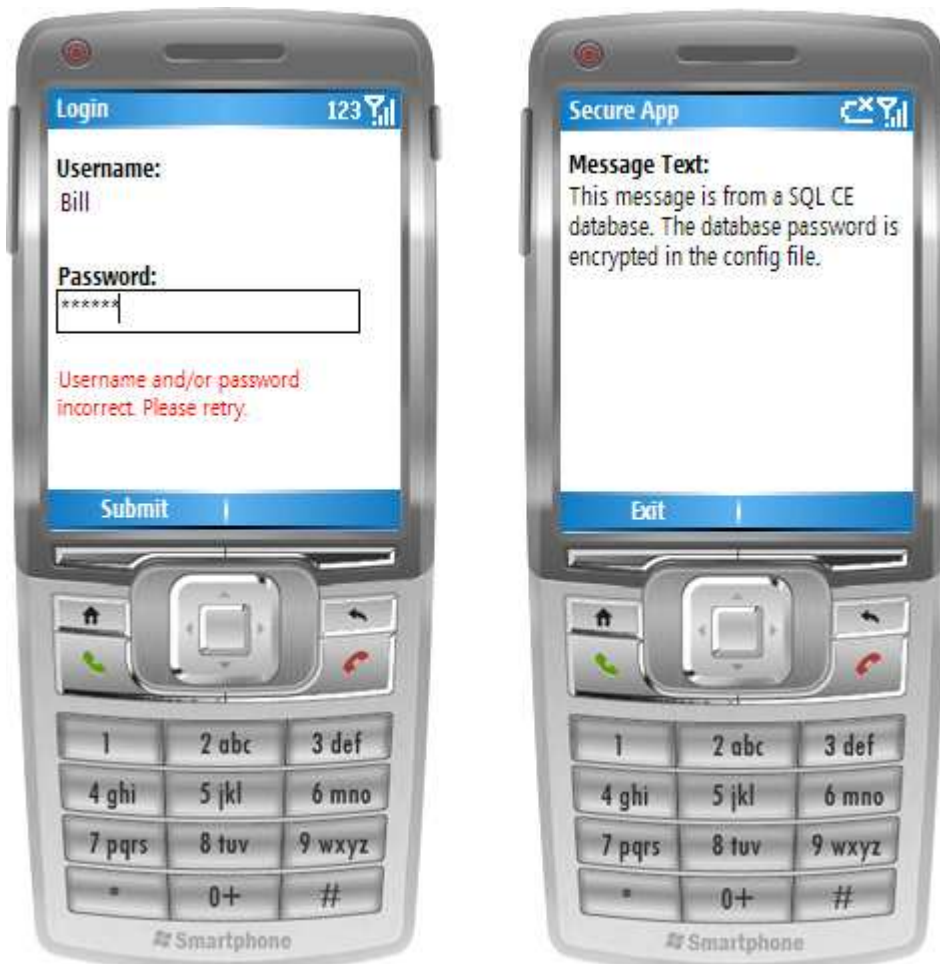 Login 123
Username:
Bill
Password:
******
Username and/or password
incorrect. Please retry.
Submit
1 2 abc 3 def
4 ghi 5 jkl 6 mno
7 pqrs 8 tuv 9 wxyz
* 0+ #
Smartphone
Secure App
Message Text:
This message is from a SQL CE
database. The database password is
encrypted in the config file.
Exit
1 2 abc 3 def
4 ghi 5 jkl 6 mno
7 pqrs 8 tuv 9 wxyz
* 0+ #
Smartphone